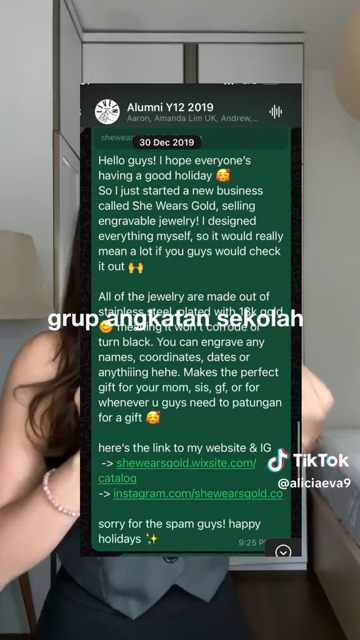 Alumni Y12 2019
Aaron, Amanda Lim UK, Andrew,...
30 Dec 2019
Hello guys! I hope everyone's
having a good holiday 🥰
So I just started a new business
called She Wears Gold, selling
engravable jewelry! I designed
everything myself, so it would really
mean a lot if you guys would check
it out 🙌
All of the jewelry are made out of
stainless steel, plated with 18k gold
grup angkatan sekolah
😊 meaning it won't corrode or
turn black. You can engrave any
names, coordinates, dates or
anythiiing hehe. Makes the perfect
gift for your mom, sis, gf, or for
whenever u guys need to patungan
for a gift 🥰
here's the link to my website & IG
-> shewearsgold.wixsite.com/
catalog
-> instagram.com/shewearsgold.co
sorry for the spam guys! happy
holidays ✨
9:25 P
TikTok
@aliciaeva9